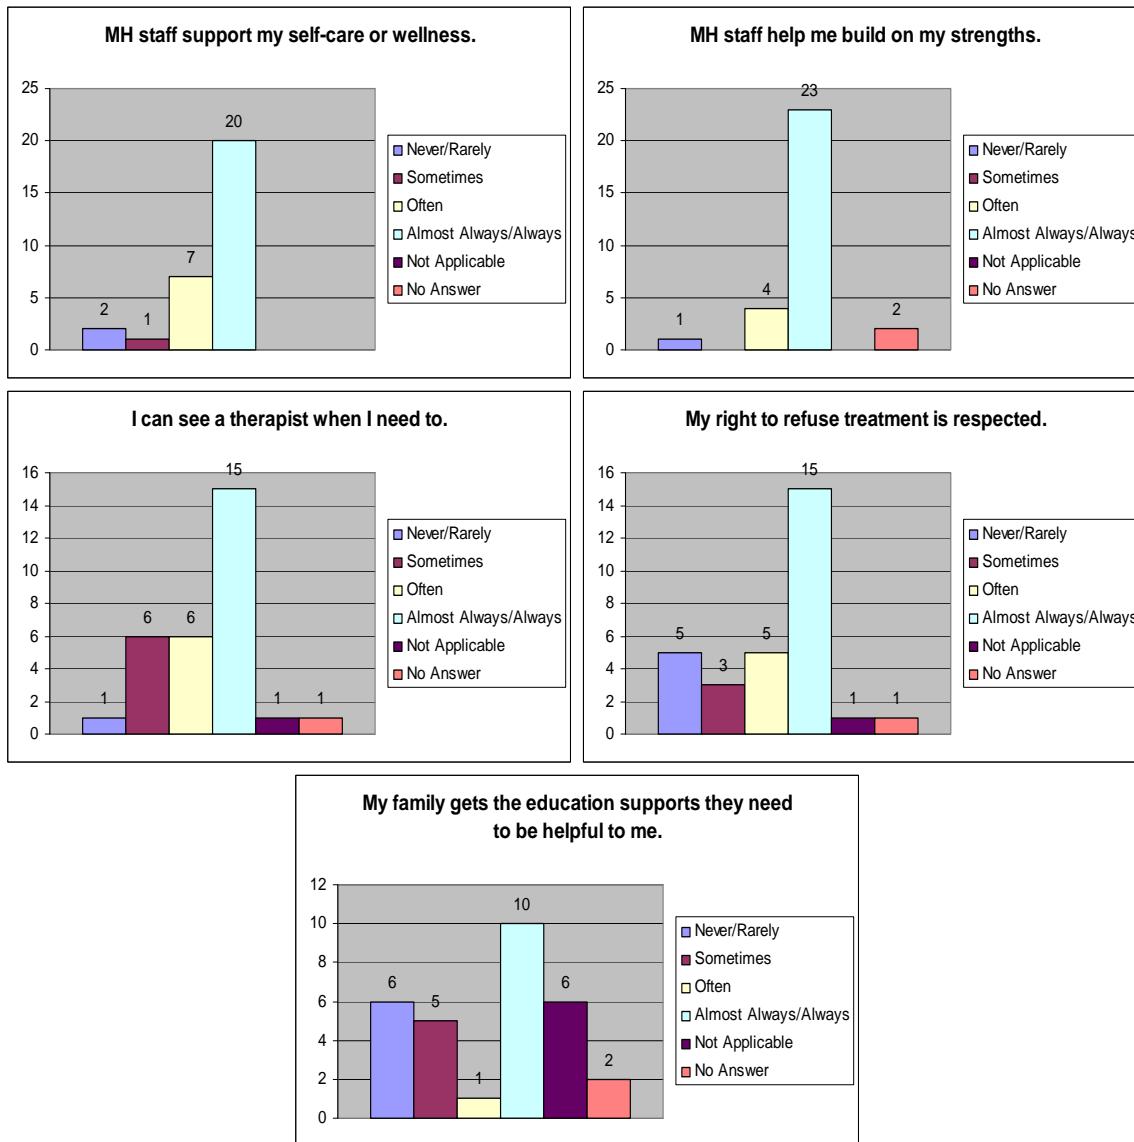 MH staff support my self-care or wellness.
25
20
15
10
5
0
2
1
7
20
Never/Rarely
Sometimes
Often
Almost Always/Always
Not Applicable
No Answer
MH staff help me build on my strengths.
25
20
15
10
5
0
1
4
23
2
Never/Rarely
Sometimes
Often
Almost Always/Always
Not Applicable
No Answer
I can see a therapist when I need to.
16
14
12
10
8
6
4
2
0
1
6
6
15
1
1
Never/Rarely
Sometimes
Often
Almost Always/Always
Not Applicable
No Answer
My right to refuse treatment is respected.
16
14
12
10
8
6
4
2
0
5
3
5
15
1
1
Never/Rarely
Sometimes
Often
Almost Always/Always
Not Applicable
No Answer
My family gets the education supports they need
to be helpful to me.
12
10
8
6
4
2
0
6
5
1
10
6
2
Never/Rarely
Sometimes
Often
Almost Always/Always
Not Applicable
No Answer